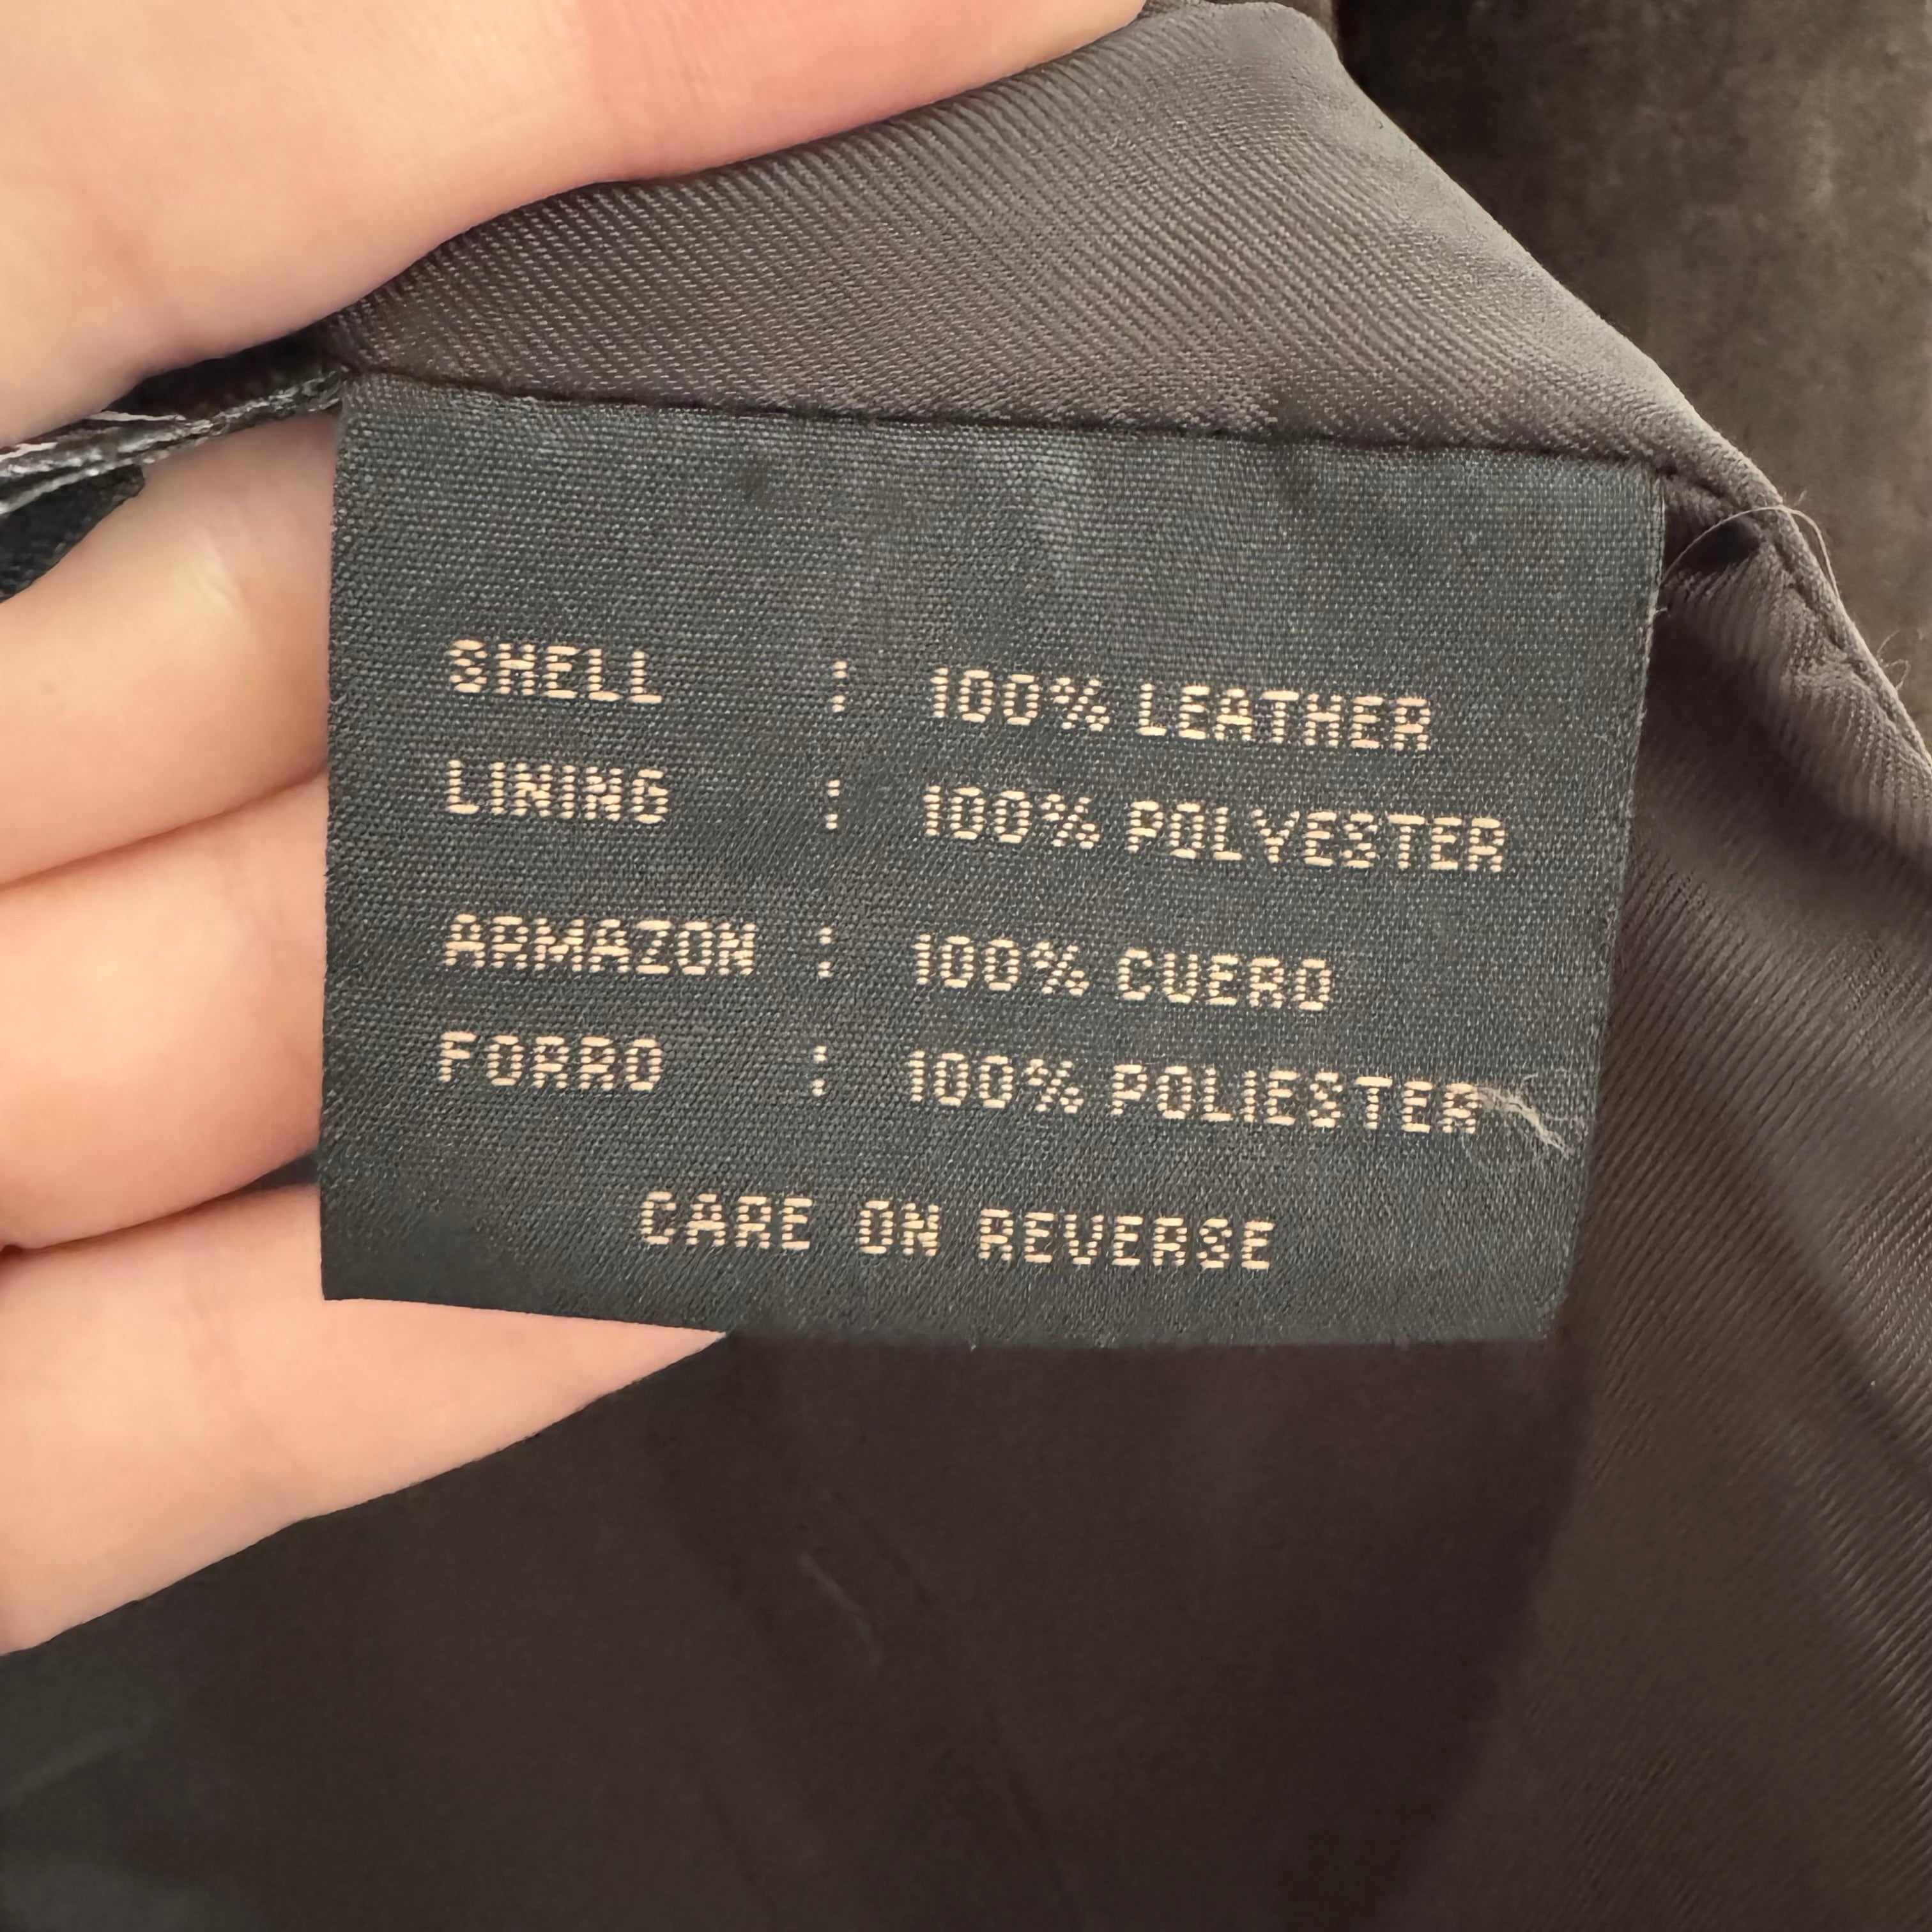 SHELL : 100% LEATHER
LINING : 100% POLYESTER
ARMAZON : 100% CUERO
FORRO : 100% POLIESTER
CARE ON REVERSE